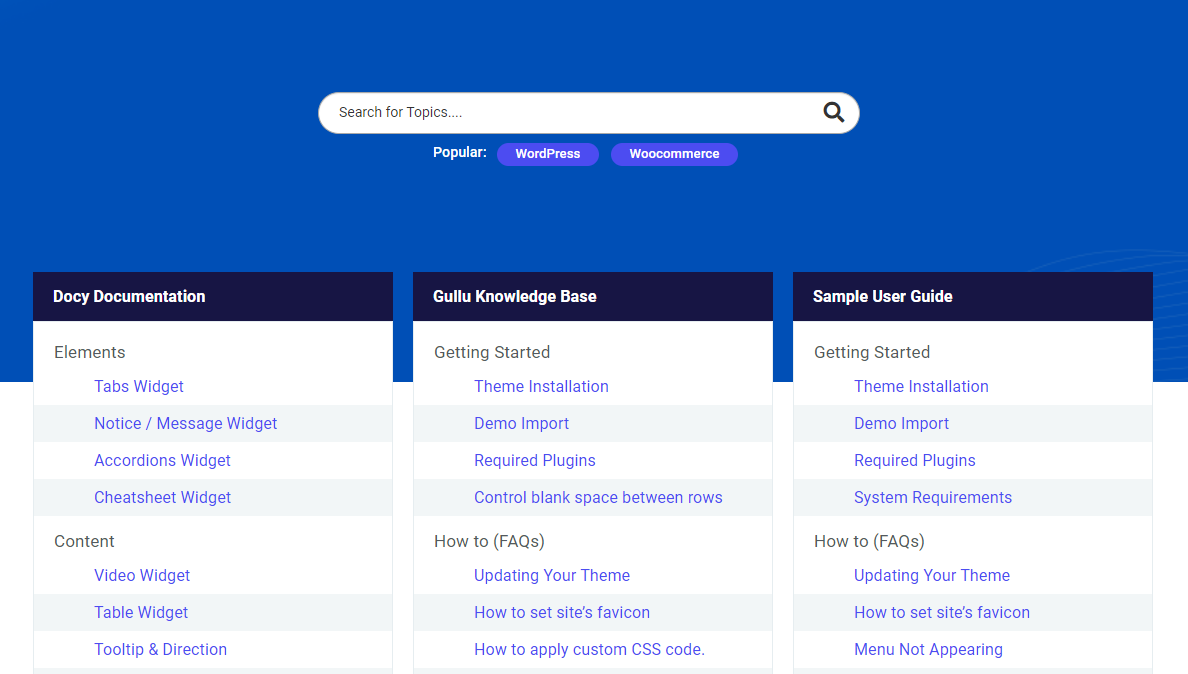 Search for Topics....
Popular: WordPress Woocommerce
Docy Documentation
Elements
Tabs Widget
Notice / Message Widget
Accordions Widget
Cheatsheet Widget
Content
Video Widget
Table Widget
Tooltip & Direction
Gullu Knowledge Base
Getting Started
Theme Installation
Demo Import
Required Plugins
Control blank space between rows
How to (FAQs)
Updating Your Theme
How to set site’s favicon
How to apply custom CSS code.
Sample User Guide
Getting Started
Theme Installation
Demo Import
Required Plugins
System Requirements
How to (FAQs)
Updating Your Theme
How to set site’s favicon
Menu Not Appearing